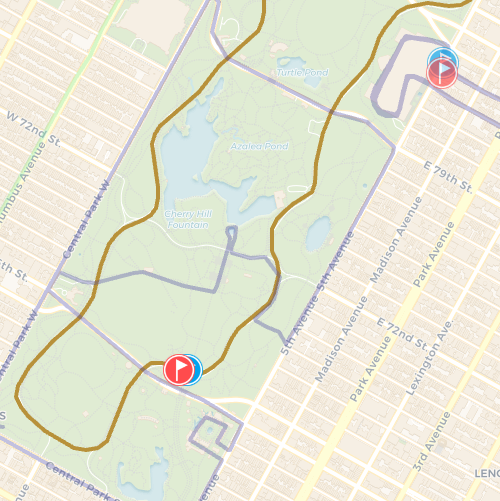 Turtle Pond
W 72nd St.
Azalea Pond
E 79th St.
Columbus Avenue
Central Park W
Cherry Hill
Fountain
Madison Avenue
Park Avenue
5th Avenue
5th Avenue
E 72nd St.
Madison Avenue
Park Avenue
Lexington Ave.
Central Park W
3rd Avenue
Central Park
LENO